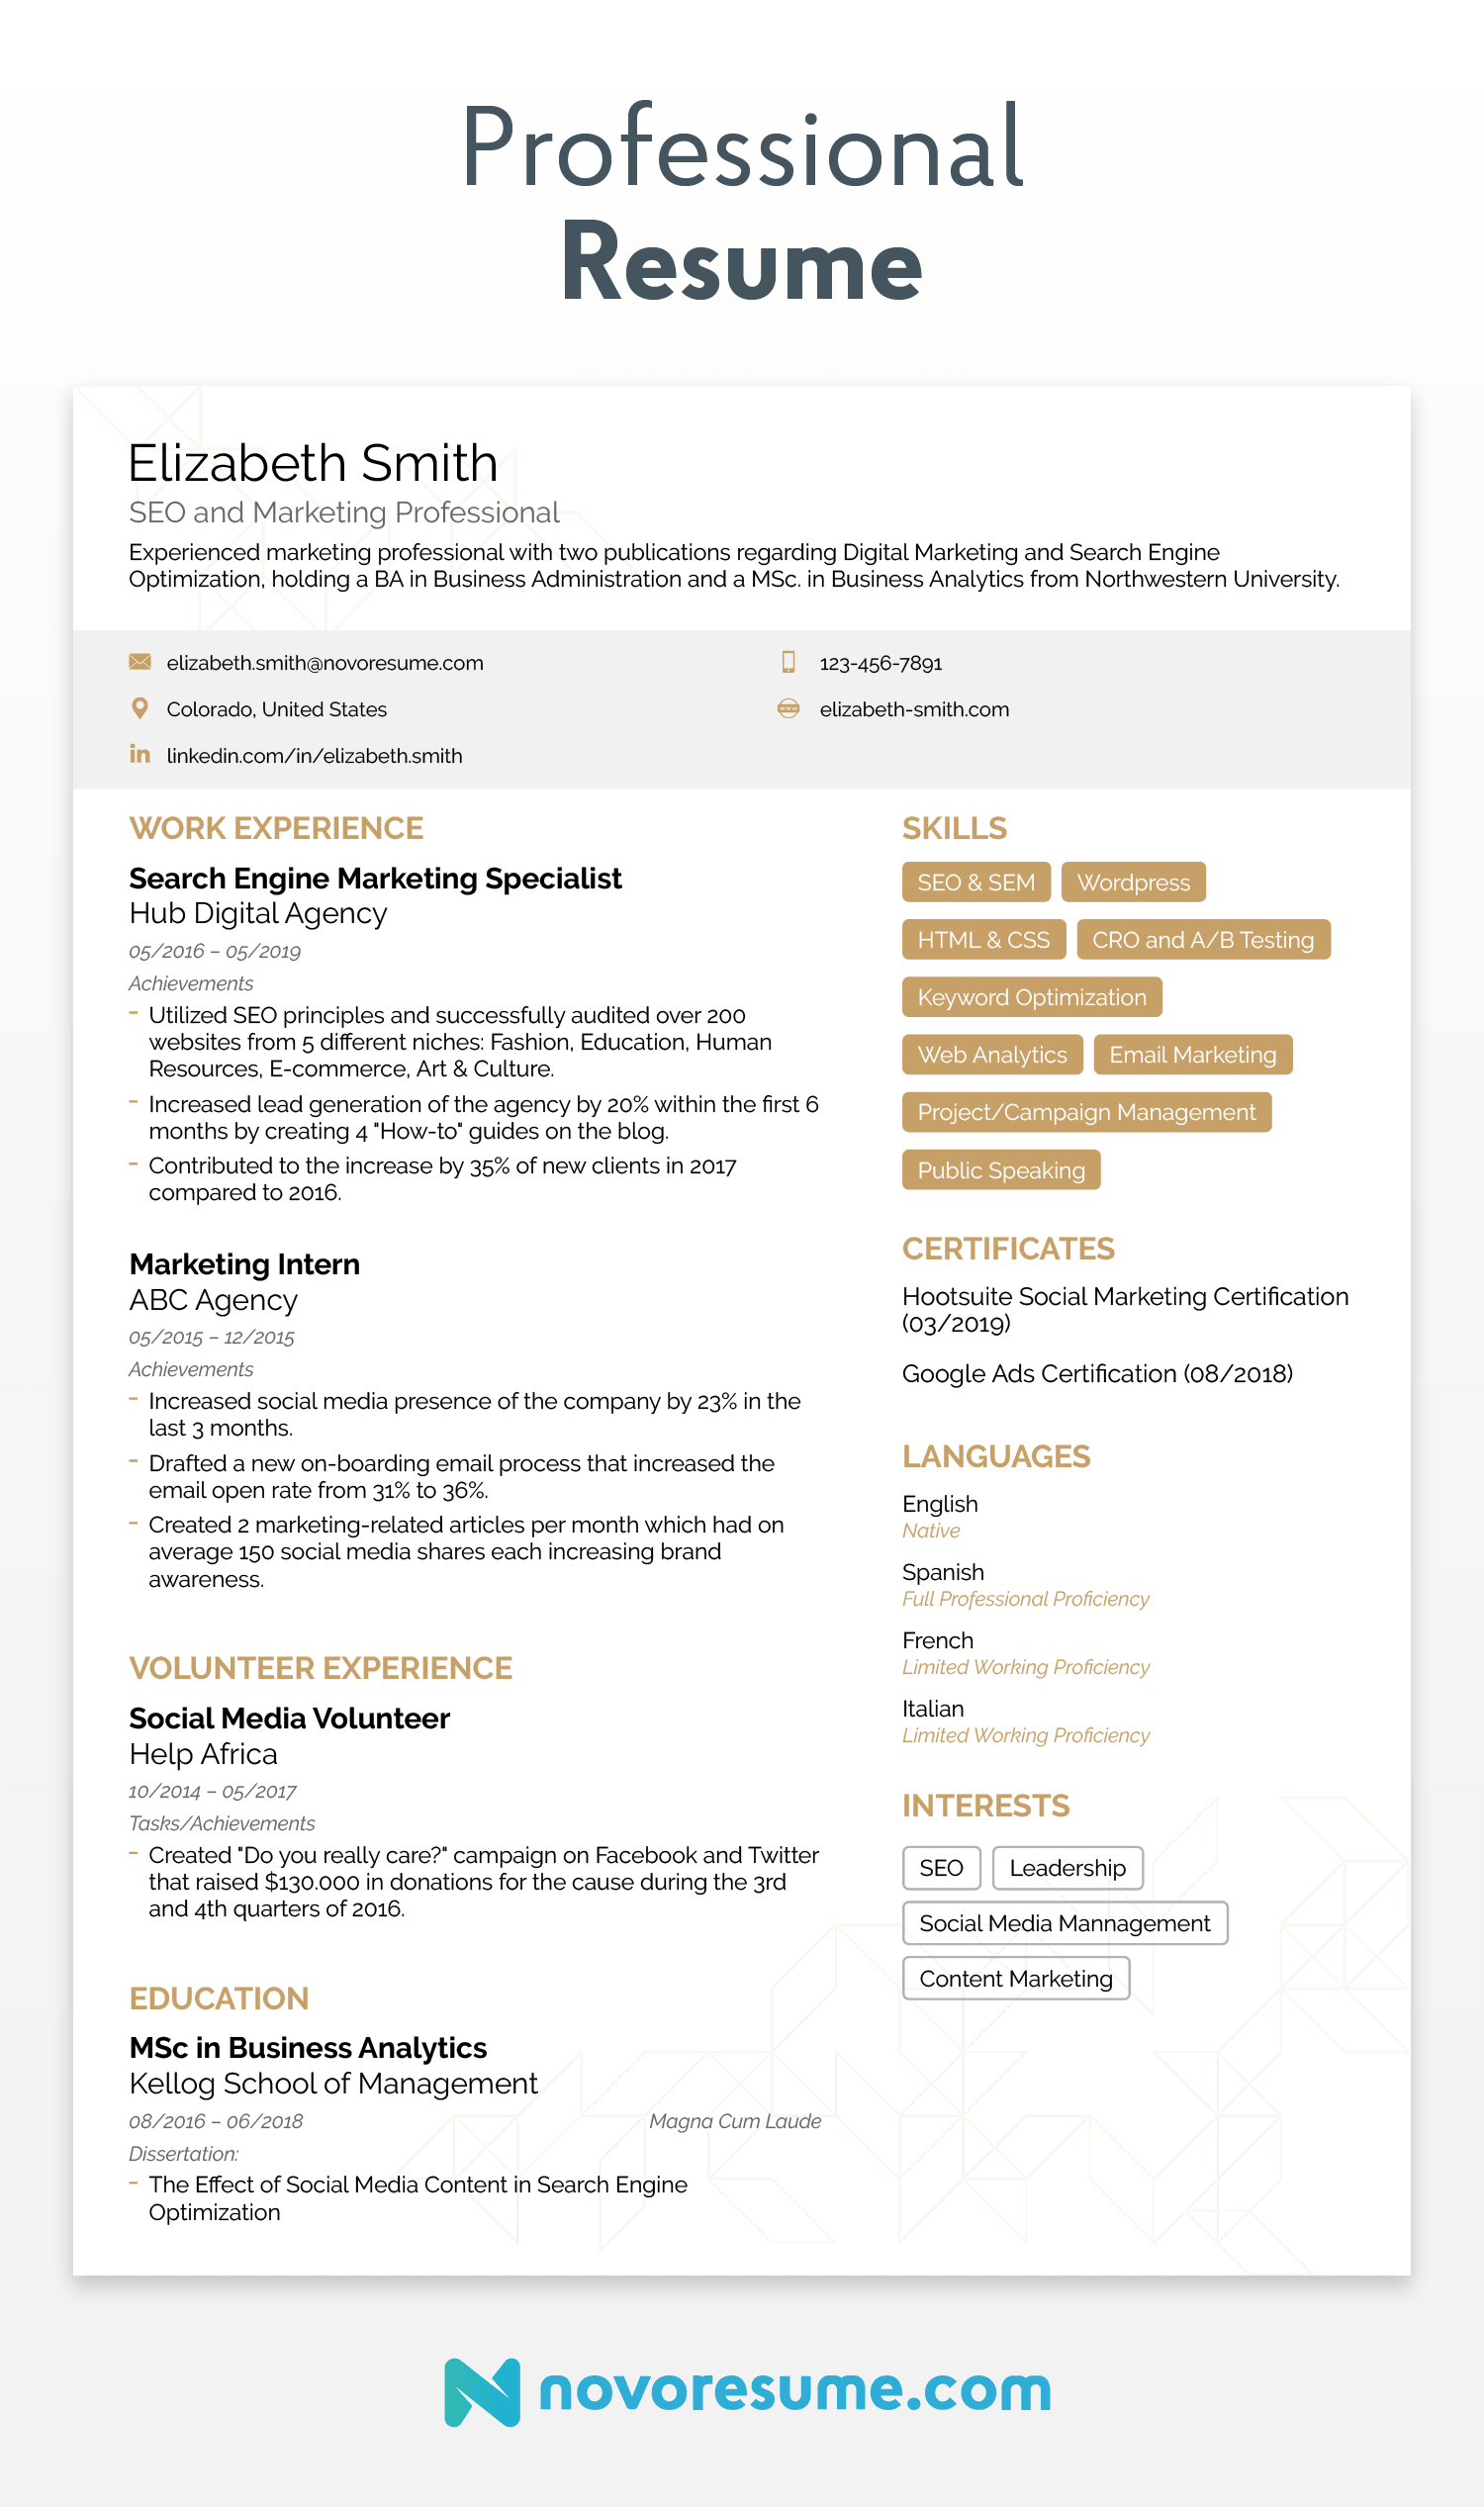 Professional
Resume
Elizabeth Smith
SEO and Marketing Professional
Experienced marketing professional with two publications regarding Digital Marketing and Search Engine
Optimization, holding a BA in Business Administration and a MSc. in Business Analytics from Northwestern University.
elizabeth.smith@novoresume.com
123-456-7891
Colorado, United States
elizabeth-smith.com
linkedin.com/in/elizabeth.smith
WORK EXPERIENCE
Search Engine Marketing Specialist
Hub Digital Agency
05/2016 – 05/2019
Achievements
- Utilized SEO principles and successfully audited over 200
websites from 5 different niches: Fashion, Education, Human
Resources, E-commerce, Art & Culture.
- Increased lead generation of the agency by 20% within the first 6
months by creating 4 "How-to" guides on the blog.
- Contributed to the increase by 35% of new clients in 2017
compared to 2016.
Marketing Intern
ABC Agency
05/2015 – 12/2015
Achievements
- Increased social media presence of the company by 23% in the
last 3 months.
- Drafted a new on-boarding email process that increased the
email open rate from 31% to 36%.
- Created 2 marketing-related articles per month which had on
average 150 social media shares each increasing brand
awareness.
VOLUNTEER EXPERIENCE
Social Media Volunteer
Help Africa
10/2014 – 05/2017
Tasks/Achievements
- Created "Do you really care?" campaign on Facebook and Twitter
that raised $130.000 in donations for the cause during the 3rd
and 4th quarters of 2016.
EDUCATION
MSc in Business Analytics
Kellog School of Management
08/2016 – 06/2018 Magna Cum Laude
Dissertation:
- The Effect of Social Media Content in Search Engine
Optimization
SKILLS
SEO & SEM Wordpress
HTML & CSS CRO and A/B Testing
Keyword Optimization
Web Analytics Email Marketing
Project/Campaign Management
Public Speaking
CERTIFICATES
Hootsuite Social Marketing Certification
(03/2019)
Google Ads Certification (08/2018)
LANGUAGES
English
Native
Spanish
Full Professional Proficiency
French
Limited Working Proficiency
Italian
Limited Working Proficiency
INTERESTS
SEO Leadership
Social Media Mannagement
Content Marketing
novoresume.com